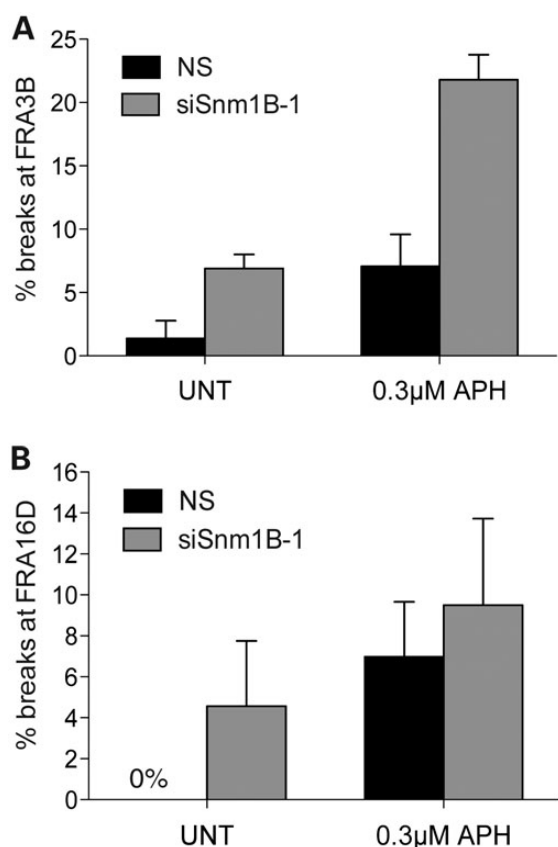 A
% breaks at FRA3B
25
20
15
10
5
0
NS
siSnm1B-1
UNT
0.3μM APH
B
% breaks at FRA16D
16
14
12
10
8
6
4
2
0
NS
siSnm1B-1
0%
UNT
0.3μM APH